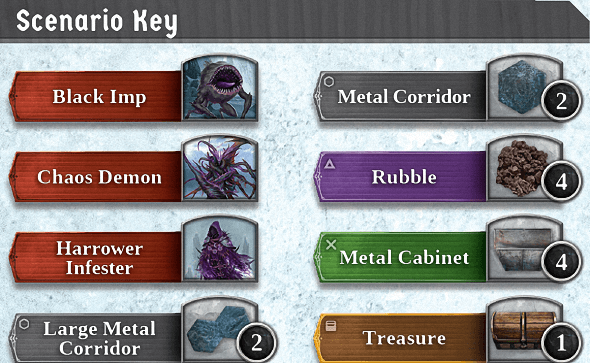 Scenario Key
Black Imp
Chaos Demon
Harrower
Infester
Large Metal
Corridor
2
Metal Corridor
2
Rubble
4
Metal Cabinet
4
Treasure
1